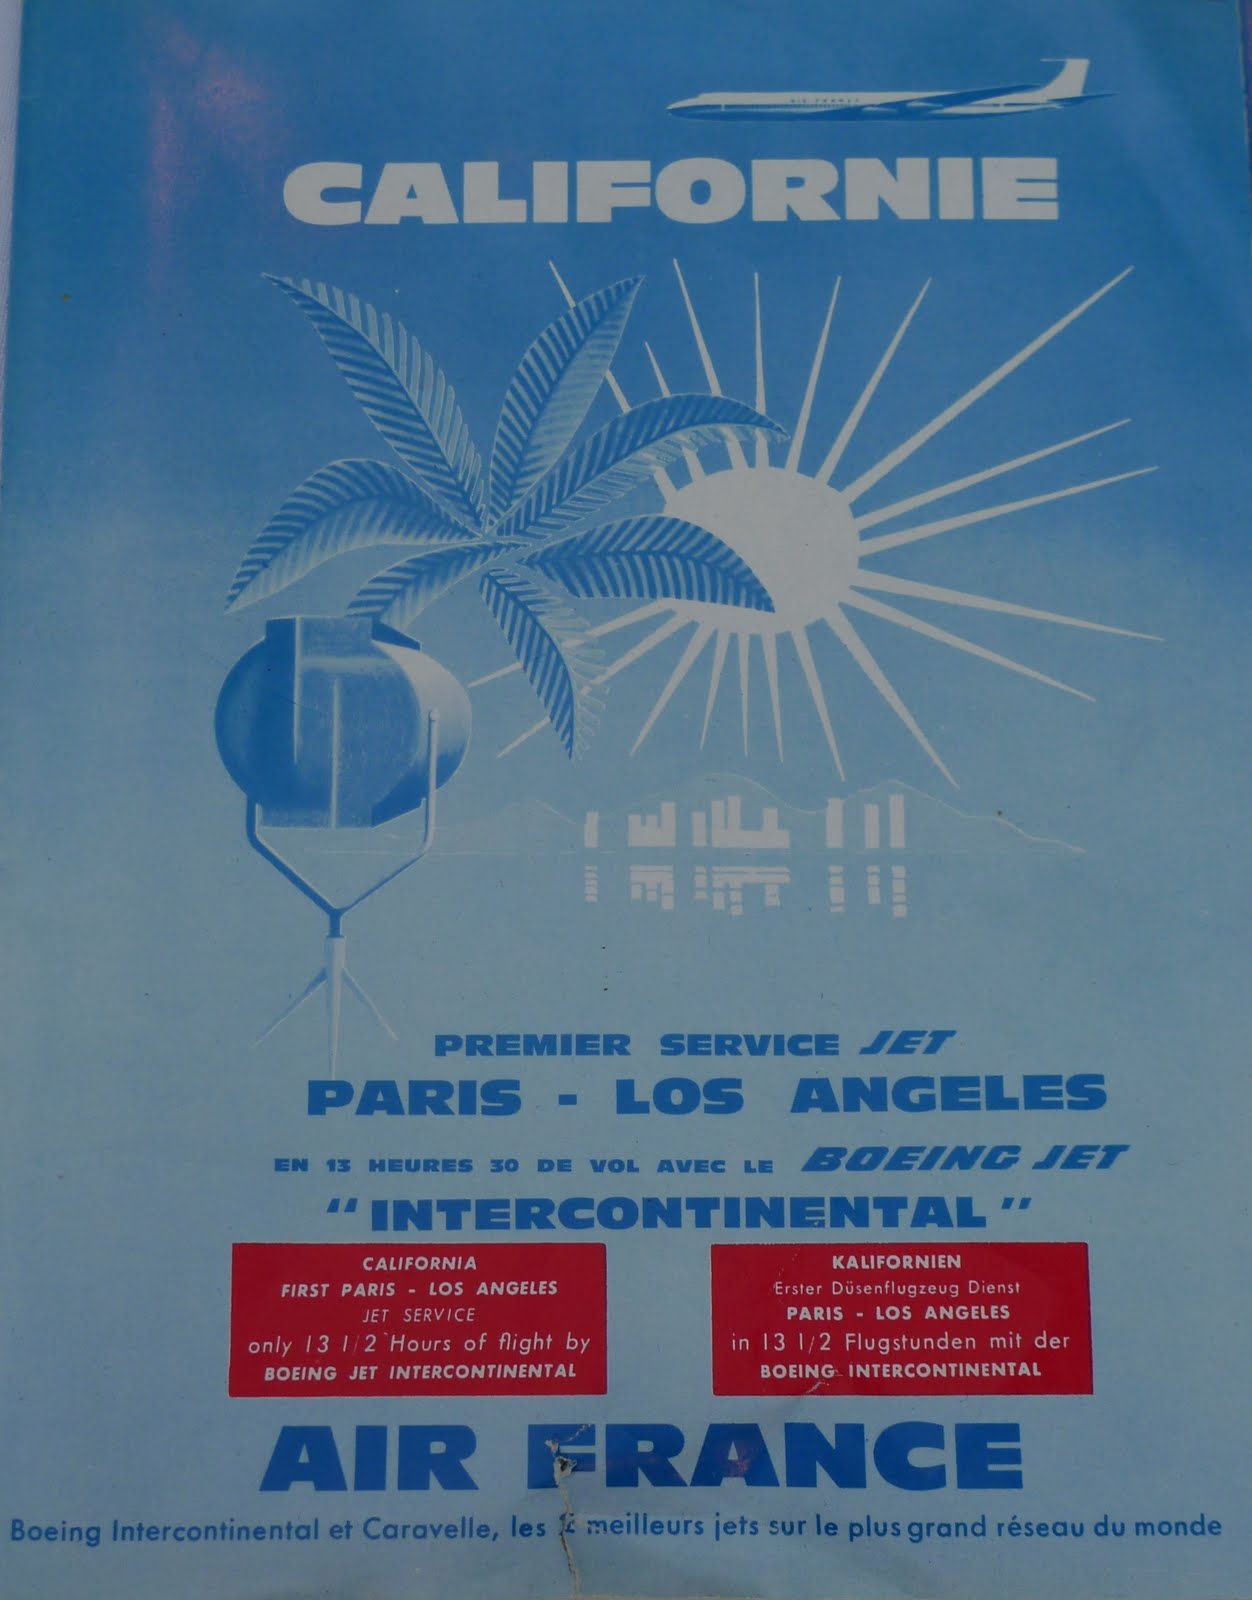 AIR FRANCE
CALIFORNIE
PREMIER SERVICE JET
PARIS - LOS ANGELES
EN 13 HEURES 30 DE VOL AVEC LE BOEING JET
"INTERCONTINENTAL"
CALIFORNIA
FIRST PARIS - LOS ANGELES
JET SERVICE
only 13 1/2 Hours of flight by
BOEING JET INTERCONTINENTAL
KALIFORNIEN
Erster Düsenflugzeug Dienst
PARIS - LOS ANGELES
in 13 1/2 Flugstunden mit der
BOEING INTERCONTINENTAL
AIR FRANCE
Boeing Intercontinental et Caravelle, les meilleurs jets sur le plus grand réseau du monde